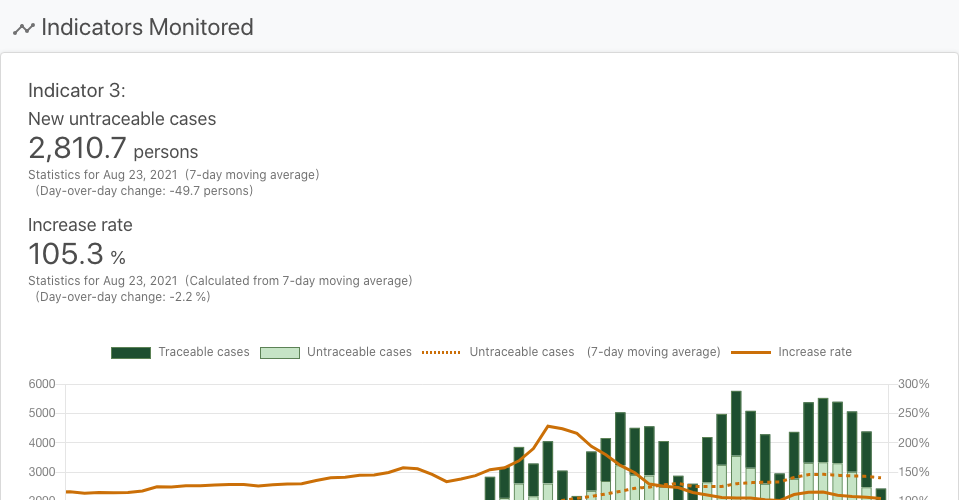 Indicators Monitored
Indicator 3:
New untraceable cases
2,810.7 persons
Statistics for Aug 23, 2021 (7-day moving average)
(Day-over-day change: -49.7 persons)
Increase rate
105.3 %
Statistics for Aug 23, 2021 (Calculated from 7-day moving average)
(Day-over-day change: -2.2 %)
Traceable cases Untraceable cases Untraceable cases (7-day moving average) Increase rate
6000 300%
5000 250%
4000 200%
3000 150%
2000 100%